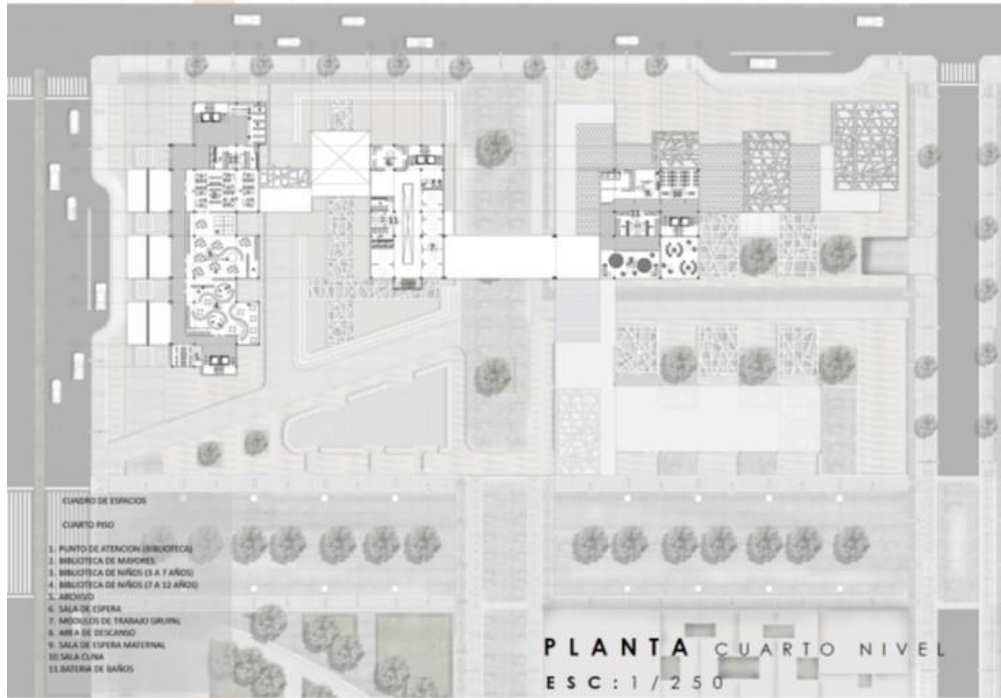 CUADRO DE ESPACIOS
CUARTO PISO
1. PUNTO DE ATENCION (BIBLIOTECA)
2. BIBLIOTECA DE MAYORES
3. BIBLIOTECA DE NIÑOS (3 A 7 AÑOS)
4. BIBLIOTECA DE NIÑOS (7 A 12 AÑOS)
5. ARCHIVO
6. SALA DE ESPERA
7. MODULOS DE TRABAJO GRUPAL
8. AREA DE DESCANSO
9. SALA DE ESPERA MATERNAL
10.SALA CUNA
11.BATERIA DE BAÑOS
PLANTA CUARTO NIVEL
ESC: 1/250